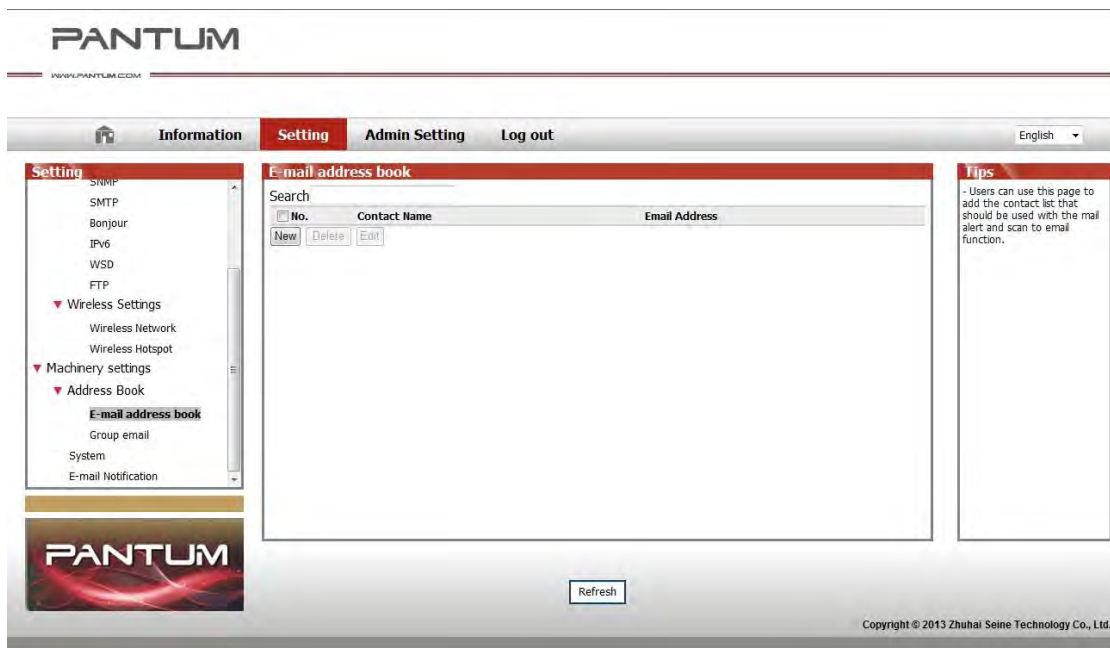 PANTUM
WWW.PANTUM.COM
Information Setting Admin Setting Log out English
Setting
SNMP
SMTP
Bonjour
IPv6
WSD
FTP
Wireless Settings
Wireless Network
Wireless Hotspot
Machinery settings
Address Book
E-mail address book
Group email
System
E-mail Notification
PANTUM
E-mail address book
Search
No. Contact Name Email Address
New Delete Edit
Tips
- Users can use this page to
add the contact list that
should be used with the mail
alert and scan to email
function.
Refresh
Copyright © 2013 Zhuhai Seine Technology Co., Ltd.